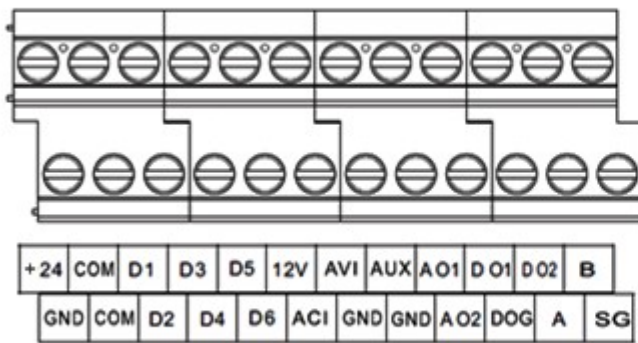 +24 COM D1 D3 D5 12V AVI AUX AO1 DO1 DO2 B
GND COM D2 D4 D6 ACI GND GND AO2 DOG A SG